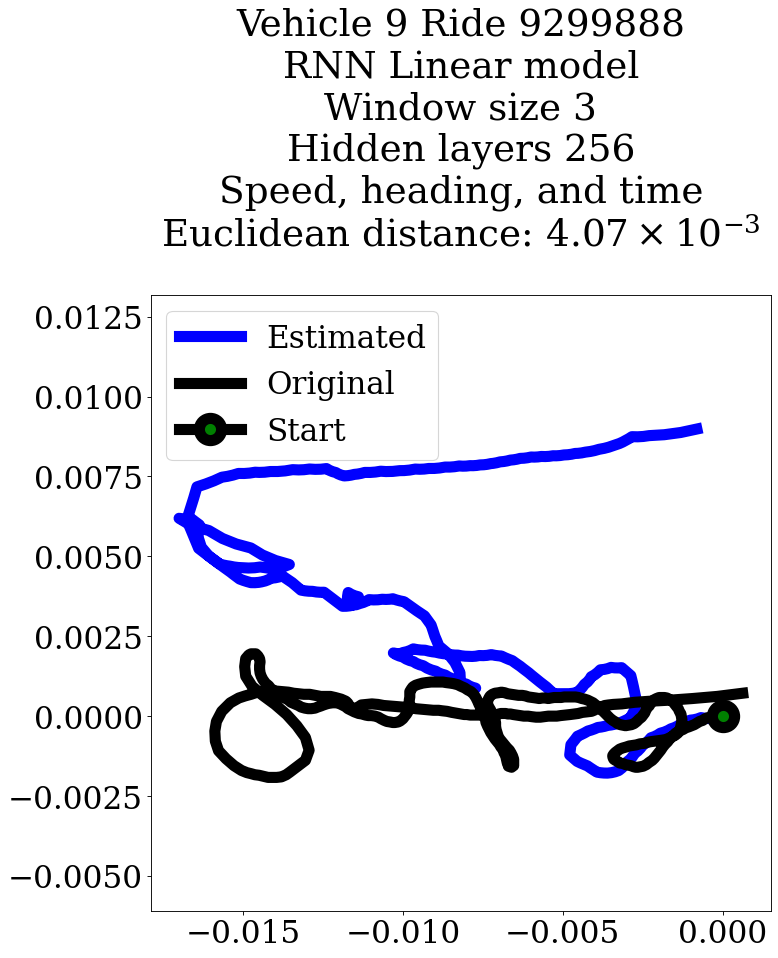 Vehicle 9 Ride 9299888
RNN Linear model
Window size 3
Hidden layers 256
Speed, heading, and time
Euclidean distance: 4.07 × 10⁻³
Estimated
Original
Start
0.0125
0.0100
0.0075
0.0050
0.0025
0.0000
−0.0025
−0.0050
−0.015 −0.010 −0.005 0.000